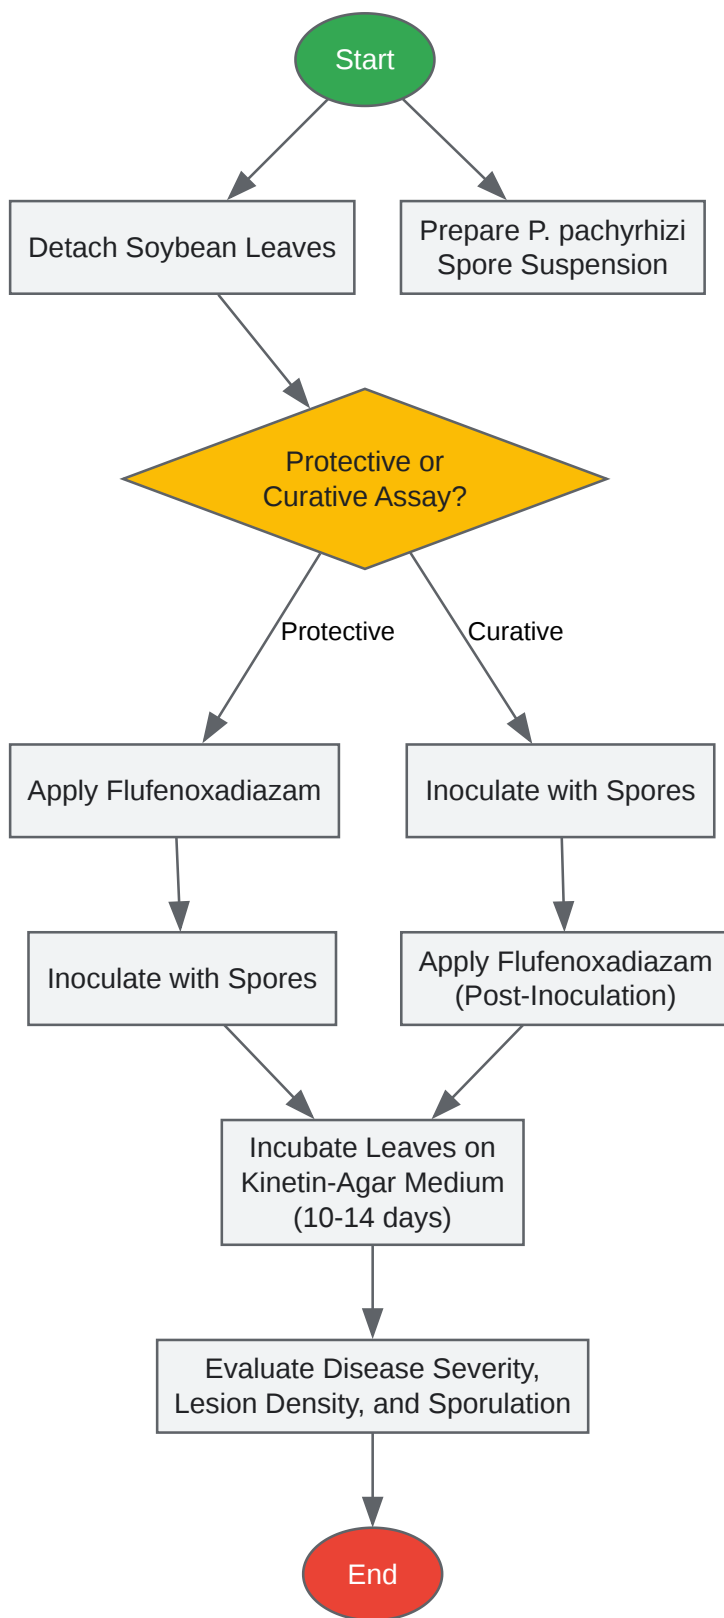 Start
Detach Soybean Leaves
Prepare P. pachyrhizi
Spore Suspension
Protective or
Curative Assay?
Protective
Curative
Apply Flufenoxadiazam
Inoculate with Spores
Inoculate with Spores
Apply Flufenoxadiazam
(Post-Inoculation)
Incubate Leaves on
Kinetin-Agar Medium
(10-14 days)
Evaluate Disease Severity,
Lesion Density, and Sporulation
End